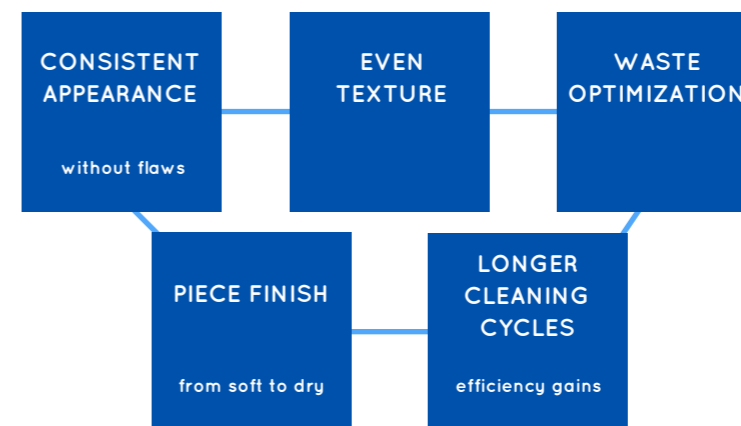 CONSISTENT
APPEARANCE
without flaws
EVEN
TEXTURE
WASTE
OPTIMIZATION
PIECE FINISH
from soft to dry
LONGER
CLEANING
CYCLES
efficiency gains